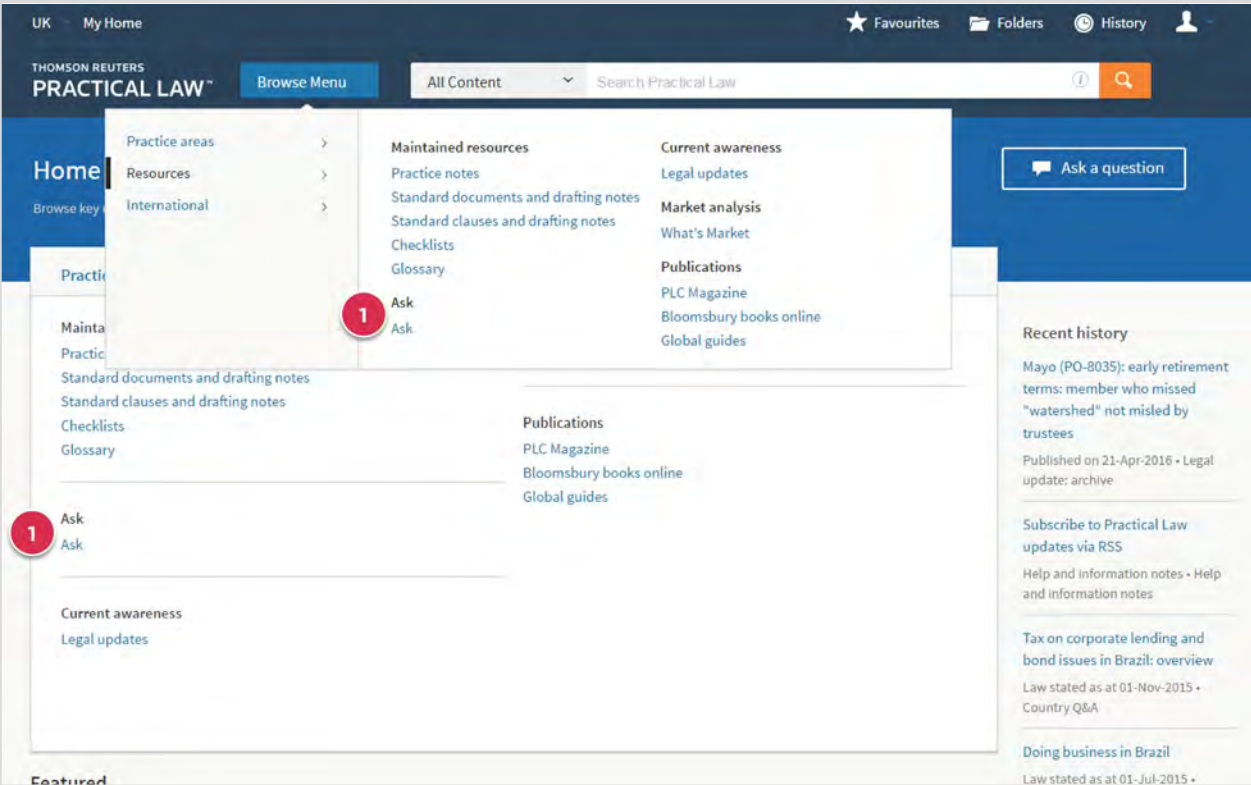 UK My Home
Favourites Folders History
THOMSON REUTERS
PRACTICAL LAW™
Browse Menu
All Content
Search Practical Law
Practice areas
Resources
International
Maintained resources
Practice notes
Standard documents and drafting notes
Standard clauses and drafting notes
Checklists
Glossary
Ask
1
Ask
Current awareness
Legal updates
Market analysis
What's Market
Publications
PLC Magazine
Bloomsbury books online
Global guides
Home
Browse key
Ask a question
Practi
Mainta
Practic
Standard documents and drafting notes
Standard clauses and drafting notes
Checklists
Glossary
Ask
1
Ask
Current awareness
Legal updates
Publications
PLC Magazine
Bloomsbury books online
Global guides
Recent history
Mayo (PO-8035): early retirement
terms: member who missed
"watershed" not misled by
trustees
Published on 21-Apr-2016 • Legal
update: archive
Subscribe to Practical Law
updates via RSS
Help and information notes • Help
and information notes
Tax on corporate lending and
bond issues in Brazil: overview
Law stated as at 01-Nov-2015 •
Country Q&A
Doing business in Brazil
Law stated as at 01-Jul-2015 •
Featured